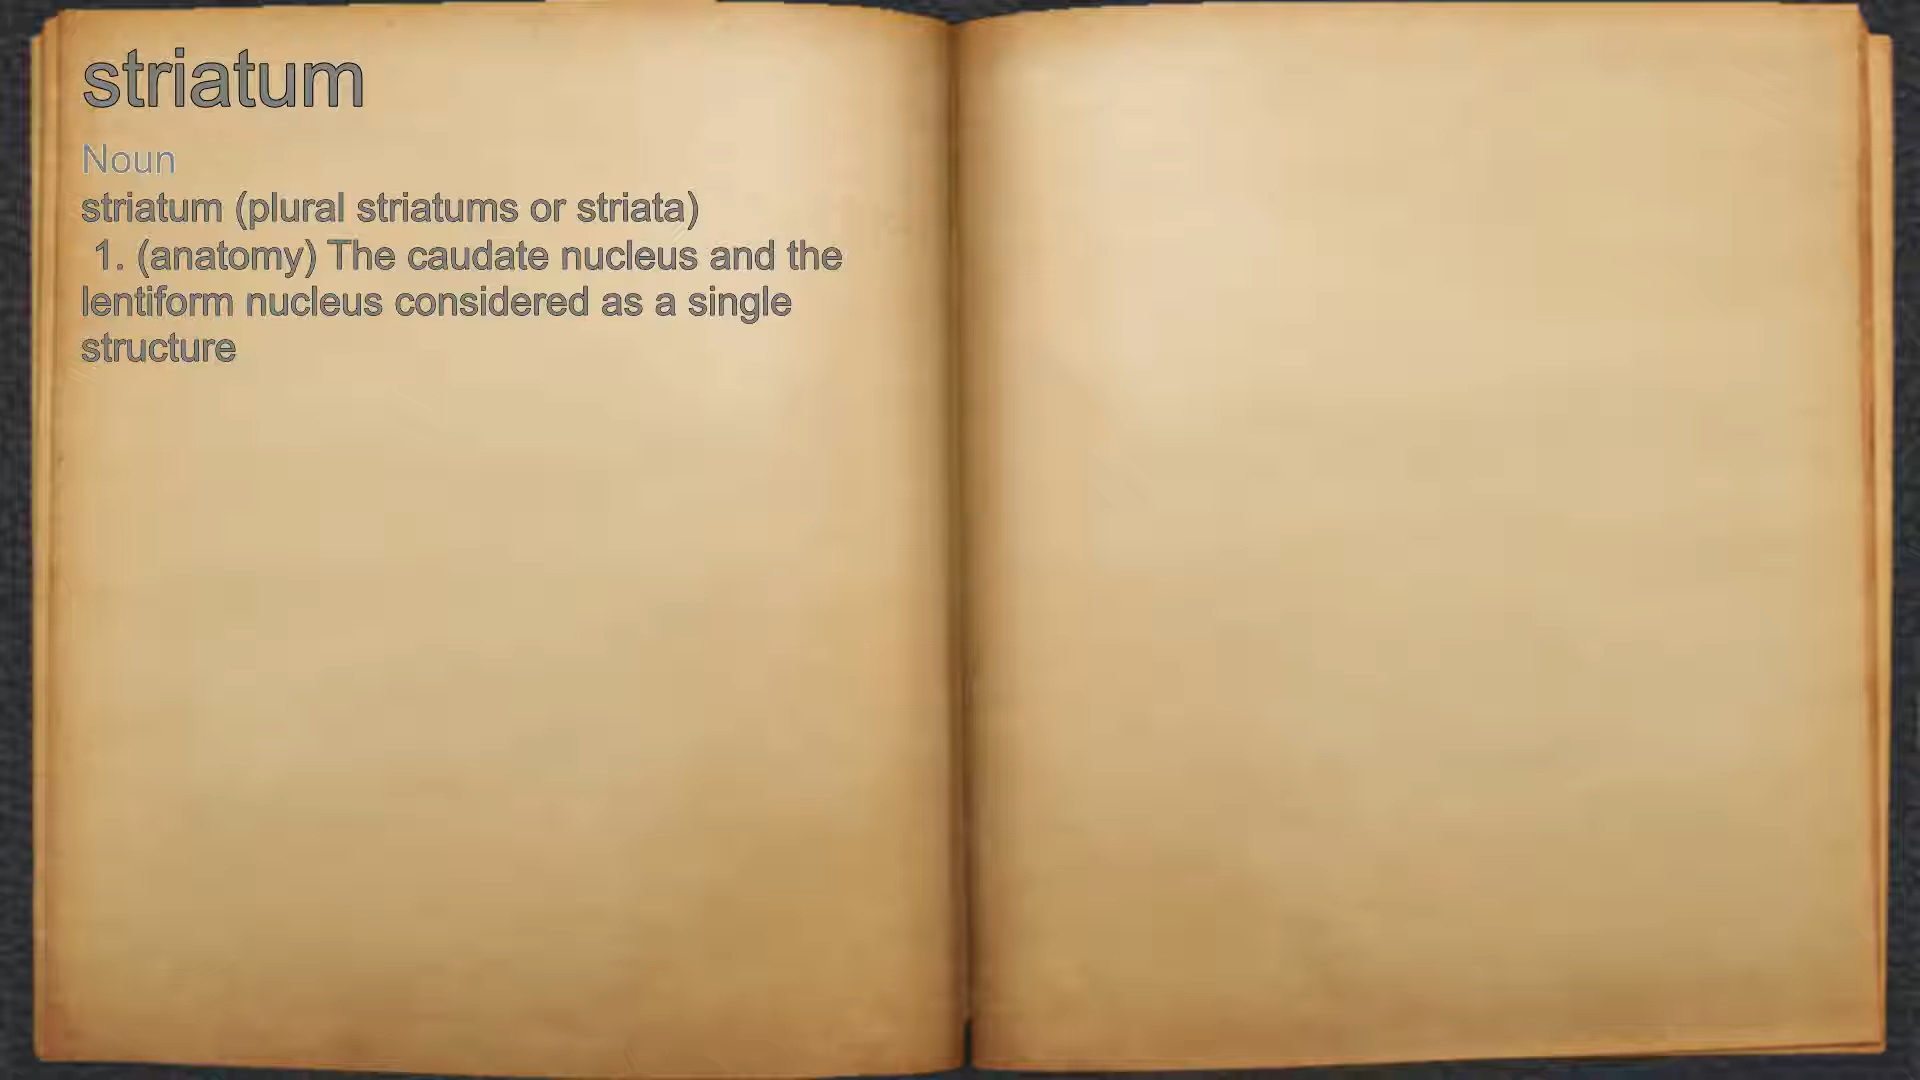 striatum
Noun
striatum (plural striatums or striata)
1. (anatomy) The caudate nucleus and the
lentiform nucleus considered as a single
structure